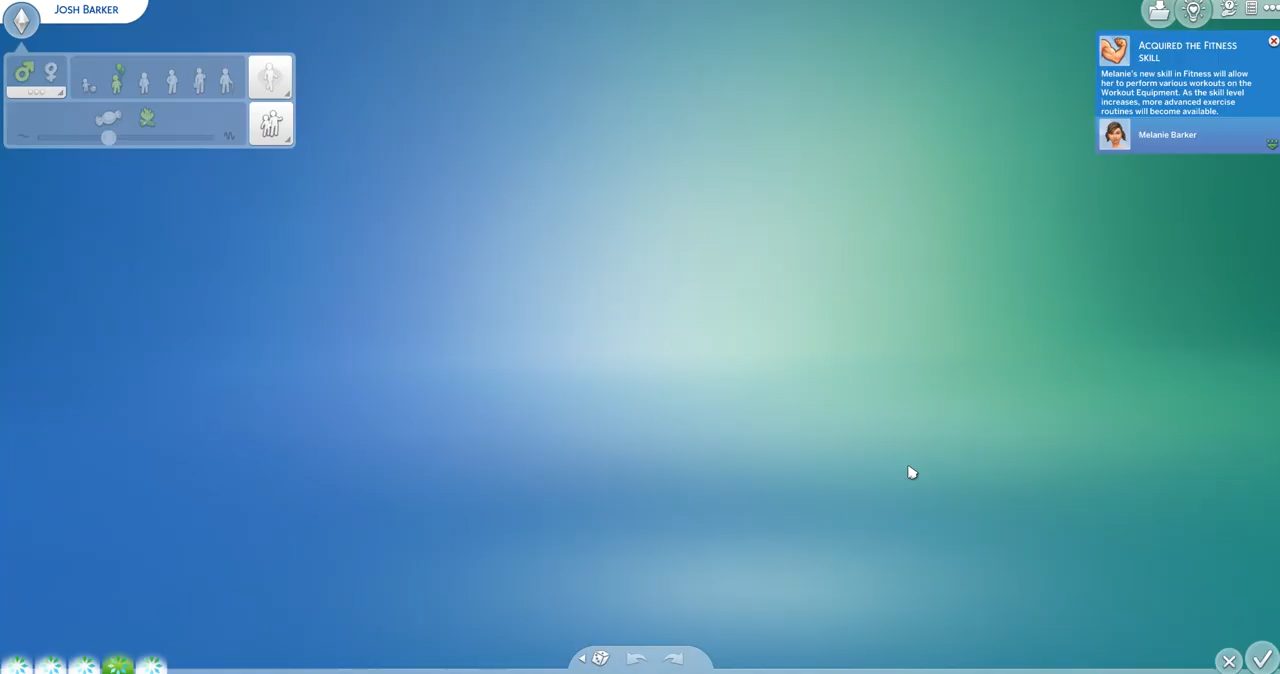 JOSH BARKER
ACQUIRED THE FITNESS
SKILL
Melanie's new skill in Fitness will allow
her to perform various workouts on the
Workout Equipment. As the skill level
increases, more advanced exercise
routines will become available.
Melanie Barker